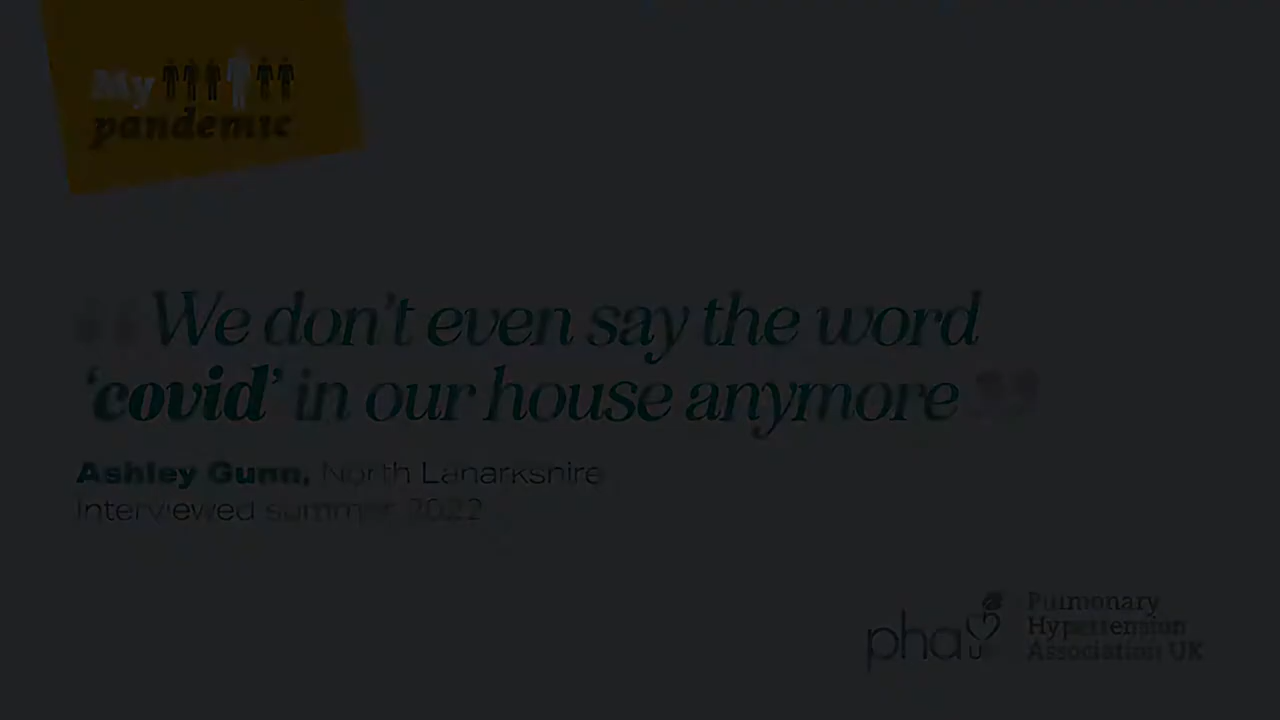 My
pandemic
“We don’t even say the word
‘covid’ in our house anymore”
Ashley Gunn, North Lanarkshire
Interviewed summer 2022
pha uk
Pulmonary
Hypertension
Association UK